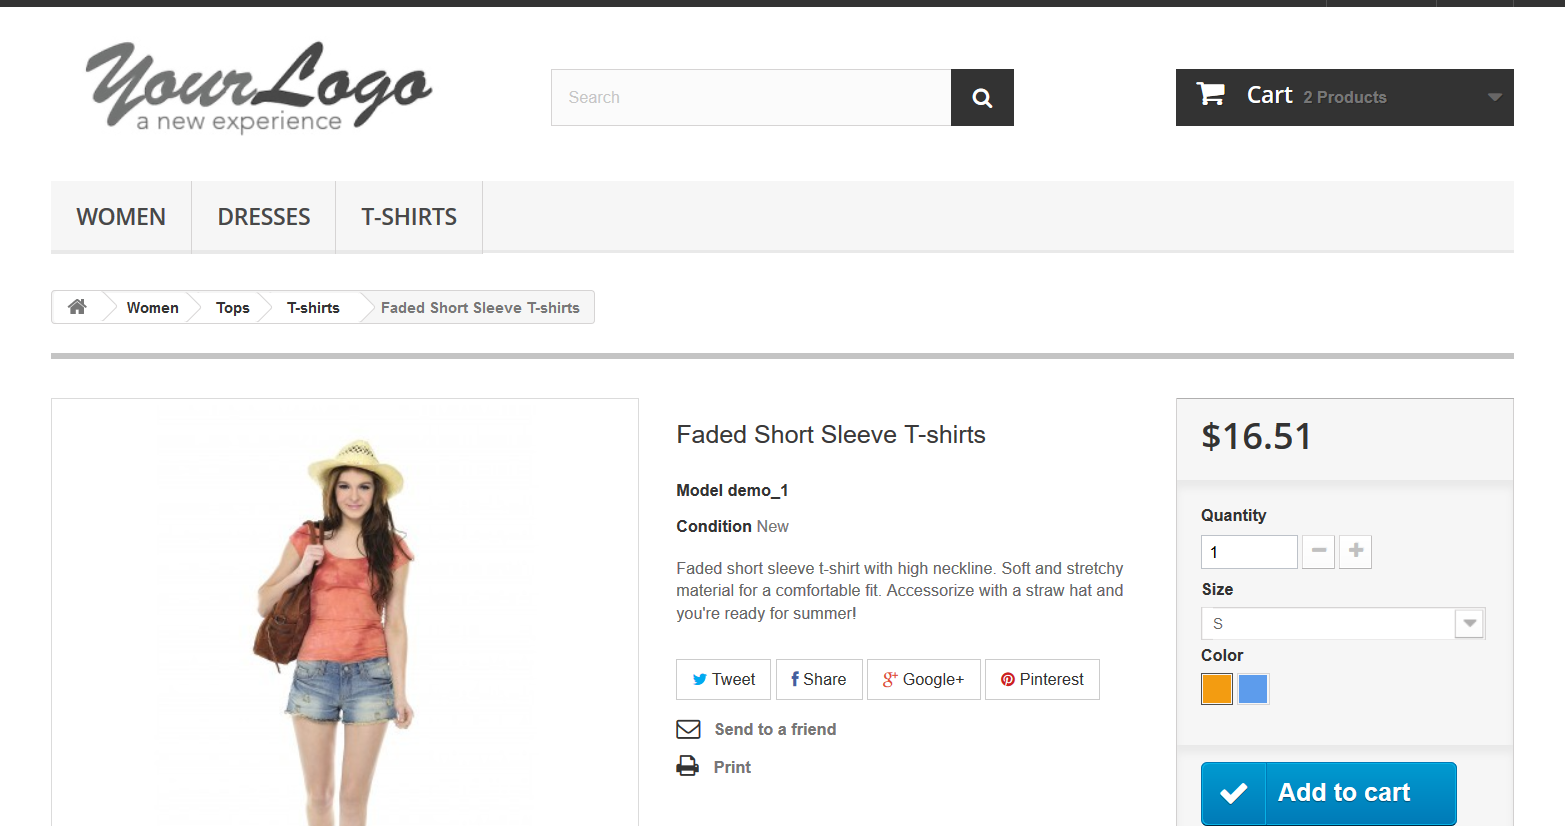 YourLogo
a new experience
Search
Cart 2 Products
WOMEN DRESSES T-SHIRTS
Women Tops T-shirts Faded Short Sleeve T-shirts
Faded Short Sleeve T-shirts
Model demo_1
Condition New
Faded short sleeve t-shirt with high neckline. Soft and stretchy
material for a comfortable fit. Accessorize with a straw hat and
you're ready for summer!
Tweet Share Google+ Pinterest
Send to a friend
Print
$16.51
Quantity
1
Size
S
Color
Add to cart